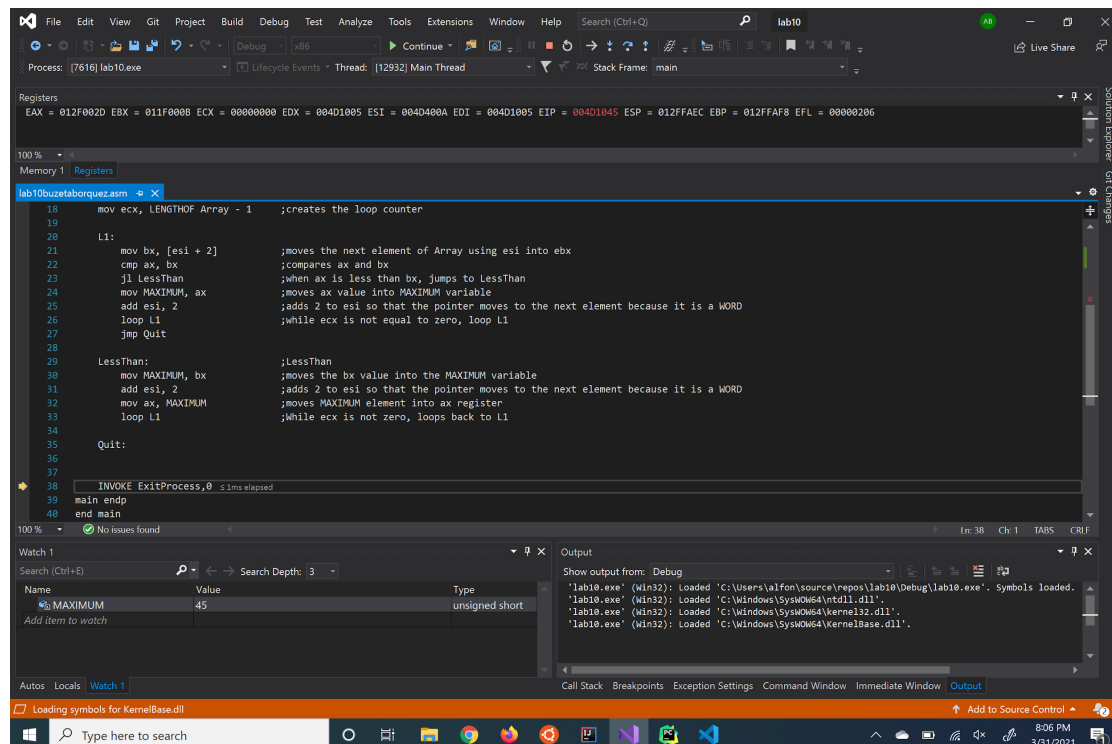 File Edit View Git Project Build Debug Test Analyze Tools Extensions Window Help Search (Ctrl+Q) lab10 AB
Debug x86 Continue Live Share
Process: [7616] lab10.exe Lifecycle Events Thread: [12932] Main Thread Stack Frame: main
Registers
EAX = 012F002D EBX = 011F000B ECX = 00000000 EDX = 004D1005 ESI = 004D400A EDI = 004D1005 EIP = 004D1045 ESP = 012FFAEC EBP = 012FFAF8 EFL = 00000206
100 %
Memory 1 Registers
Solution Explorer Git Changes
lab10buzetaborquez.asm
18 mov ecx, LENGTHOF Array - 1 ;creates the loop counter
19
20 L1:
21 mov bx, [esi + 2] ;moves the next element of Array using esi into ebx
22 cmp ax, bx ;compares ax and bx
23 jl LessThan ;when ax is less than bx, jumps to LessThan
24 mov MAXIMUM, ax ;moves ax value into MAXIMUM variable
25 add esi, 2 ;adds 2 to esi so that the pointer moves to the next element because it is a WORD
26 loop L1 ;while ecx is not equal to zero, loop L1
27 jmp Quit
28
29 LessThan: ;LessThan
30 mov MAXIMUM, bx ;moves the bx value into the MAXIMUM variable
31 add esi, 2 ;adds 2 to esi so that the pointer moves to the next element because it is a WORD
32 mov ax, MAXIMUM ;moves MAXIMUM element into ax register
33 loop L1 ;While ecx is not zero, loops back to L1
34
35 Quit:
36
37
38 INVOKE ExitProcess,0 ≤1ms elapsed
39 main endp
40 end main
100 % No issues found Ln: 38 Ch: 1 TABS CRLF
Watch 1
Search (Ctrl+E) Search Depth: 3
Name Value Type
MAXIMUM 45 unsigned short
Add item to watch
Autos Locals Watch 1
Output
Show output from: Debug
'lab10.exe' (Win32): Loaded 'C:\Users\alfon\source\repos\lab10\Debug\lab10.exe'. Symbols loaded.
'lab10.exe' (Win32): Loaded 'C:\Windows\SysWOW64\ntdll.dll'.
'lab10.exe' (Win32): Loaded 'C:\Windows\SysWOW64\kernel32.dll'.
'lab10.exe' (Win32): Loaded 'C:\Windows\SysWOW64\KernelBase.dll'.
Call Stack Breakpoints Exception Settings Command Window Immediate Window Output
Loading symbols for KernelBase.dll Add to Source Control 2
Type here to search 8:06 PM
3/31/2021